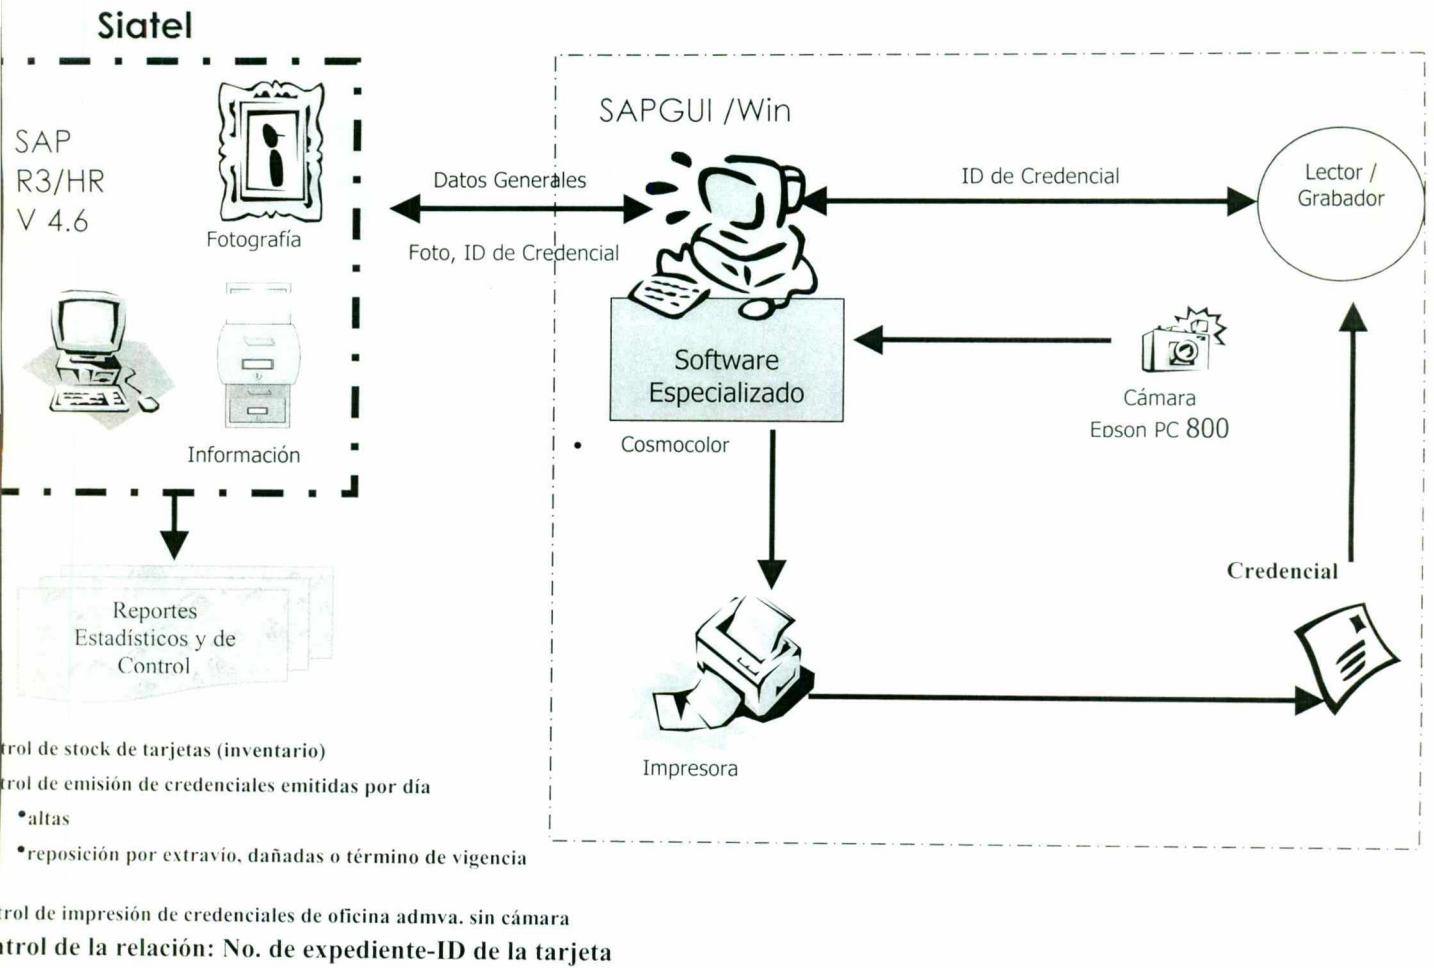 Siatel
SAP
R3/HR
V 4.6
Fotografía
Información
Reportes
Estadísticos y de
Control
Datos Generales
Foto, ID de Credencial
SAPGUI /Win
ID de Credencial
Lector /
Grabador
Software
Especializado
• Cosmocolor
Cámara
Epson PC 800
Credencial
Impresora
trol de stock de tarjetas (inventario)
trol de emisión de credenciales emitidas por día
•altas
•reposición por extravío, dañadas o término de vigencia
trol de impresión de credenciales de oficina admva. sin cámara
ntrol de la relación: No. de expediente-ID de la tarjeta